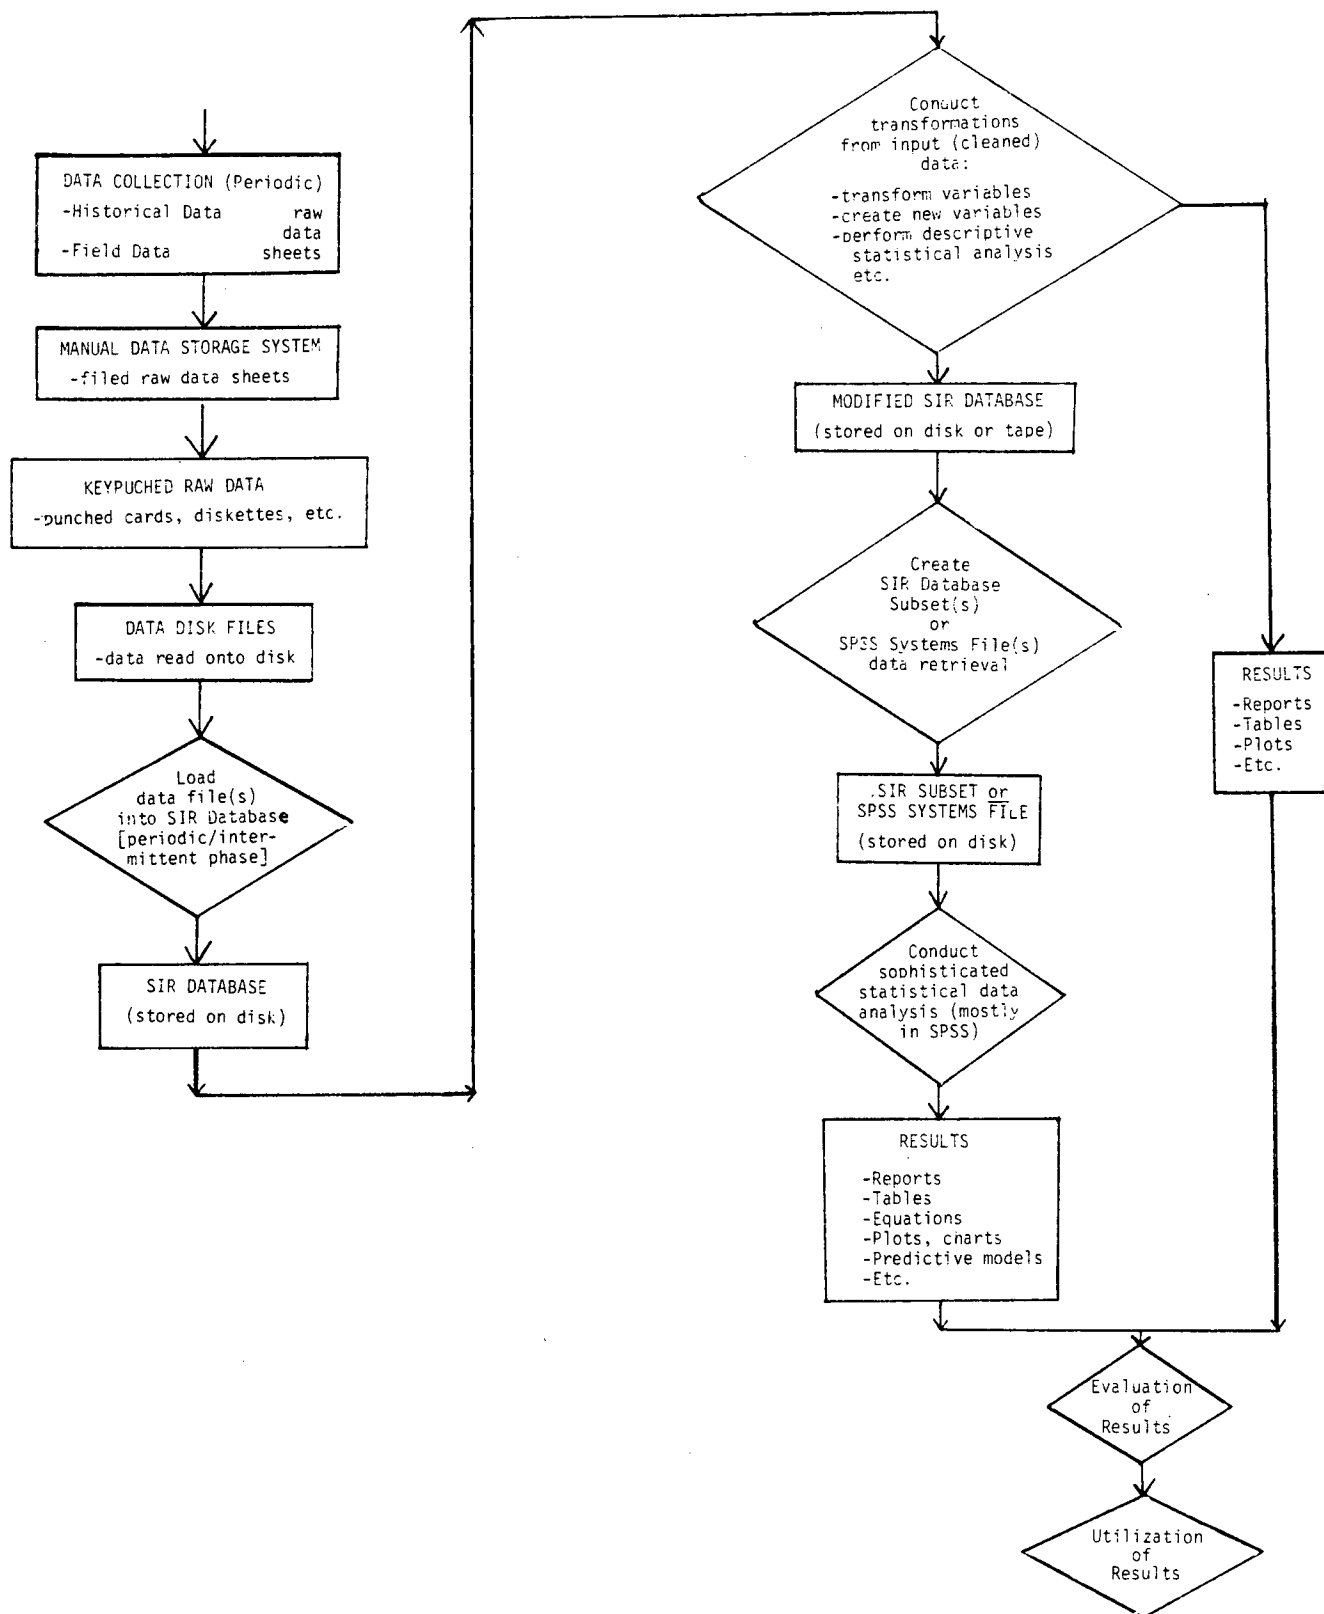 DATA COLLECTION (Periodic)
-Historical Data raw
data
-Field Data sheets
MANUAL DATA STORAGE SYSTEM
-filed raw data sheets
KEYPUCHED RAW DATA
-punched cards, diskettes, etc.
DATA DISK FILES
-data read onto disk
Load
data file(s)
into SIR Database
[periodic/inter-
mittent phase]
SIR DATABASE
(stored on disk)
Conduct
transformations
from input (cleaned)
data:
-transform variables
-create new variables
-perform descriptive
statistical analysis
etc.
MODIFIED SIR DATABASE
(stored on disk or tape)
Create
SIR Database
Subset(s)
or
SPSS Systems File(s)
data retrieval
.SIR SUBSET or
SPSS SYSTEMS FILE
(stored on disk)
Conduct
sophisticated
statistical data
analysis (mostly
in SPSS)
RESULTS
-Reports
-Tables
-Equations
-Plots, charts
-Predictive models
-Etc.
RESULTS
-Reports
-Tables
-Plots
-Etc.
Evaluation
of
Results
Utilization
of
Results